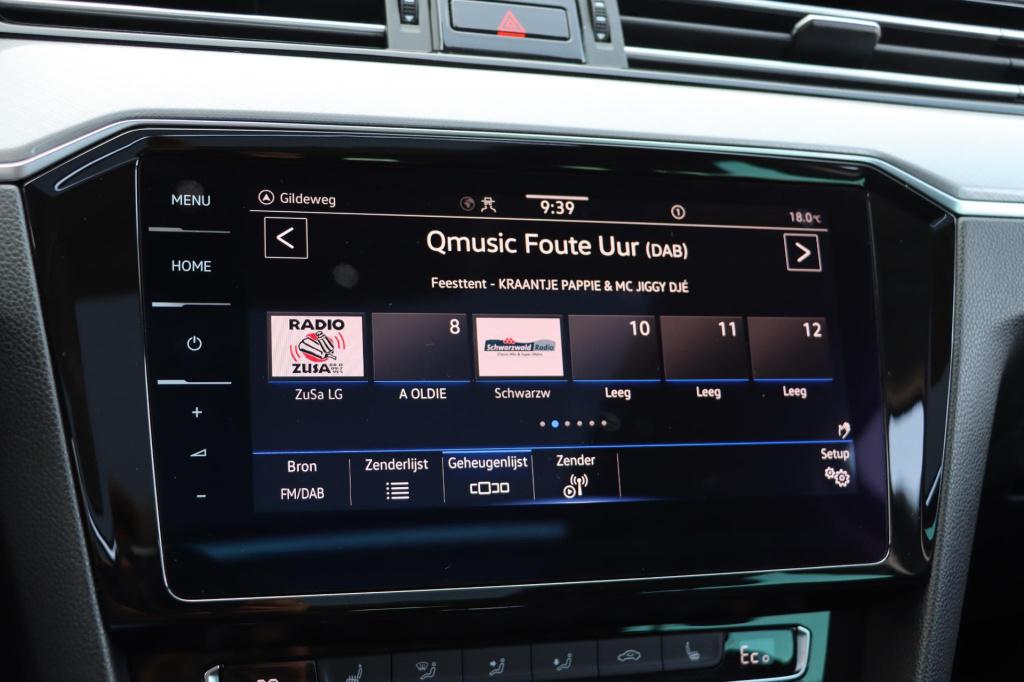 MENU
HOME
+
-
Gildeweg
9:39
1
18.0°C
<
Qmusic Foute Uur (DAB)
>
Feesttent - KRAANTJE PAPPIE & MC JIGGY DJÉ
RADIO
ZUSA
ZuSa LG
8
A OLDIE
Schwarzwald Radio
Schwarzw
10
Leeg
11
Leeg
12
Leeg
Bron
FM/DAB
Zenderlijst
Geheugenlijst
Zender
Setup
Eco